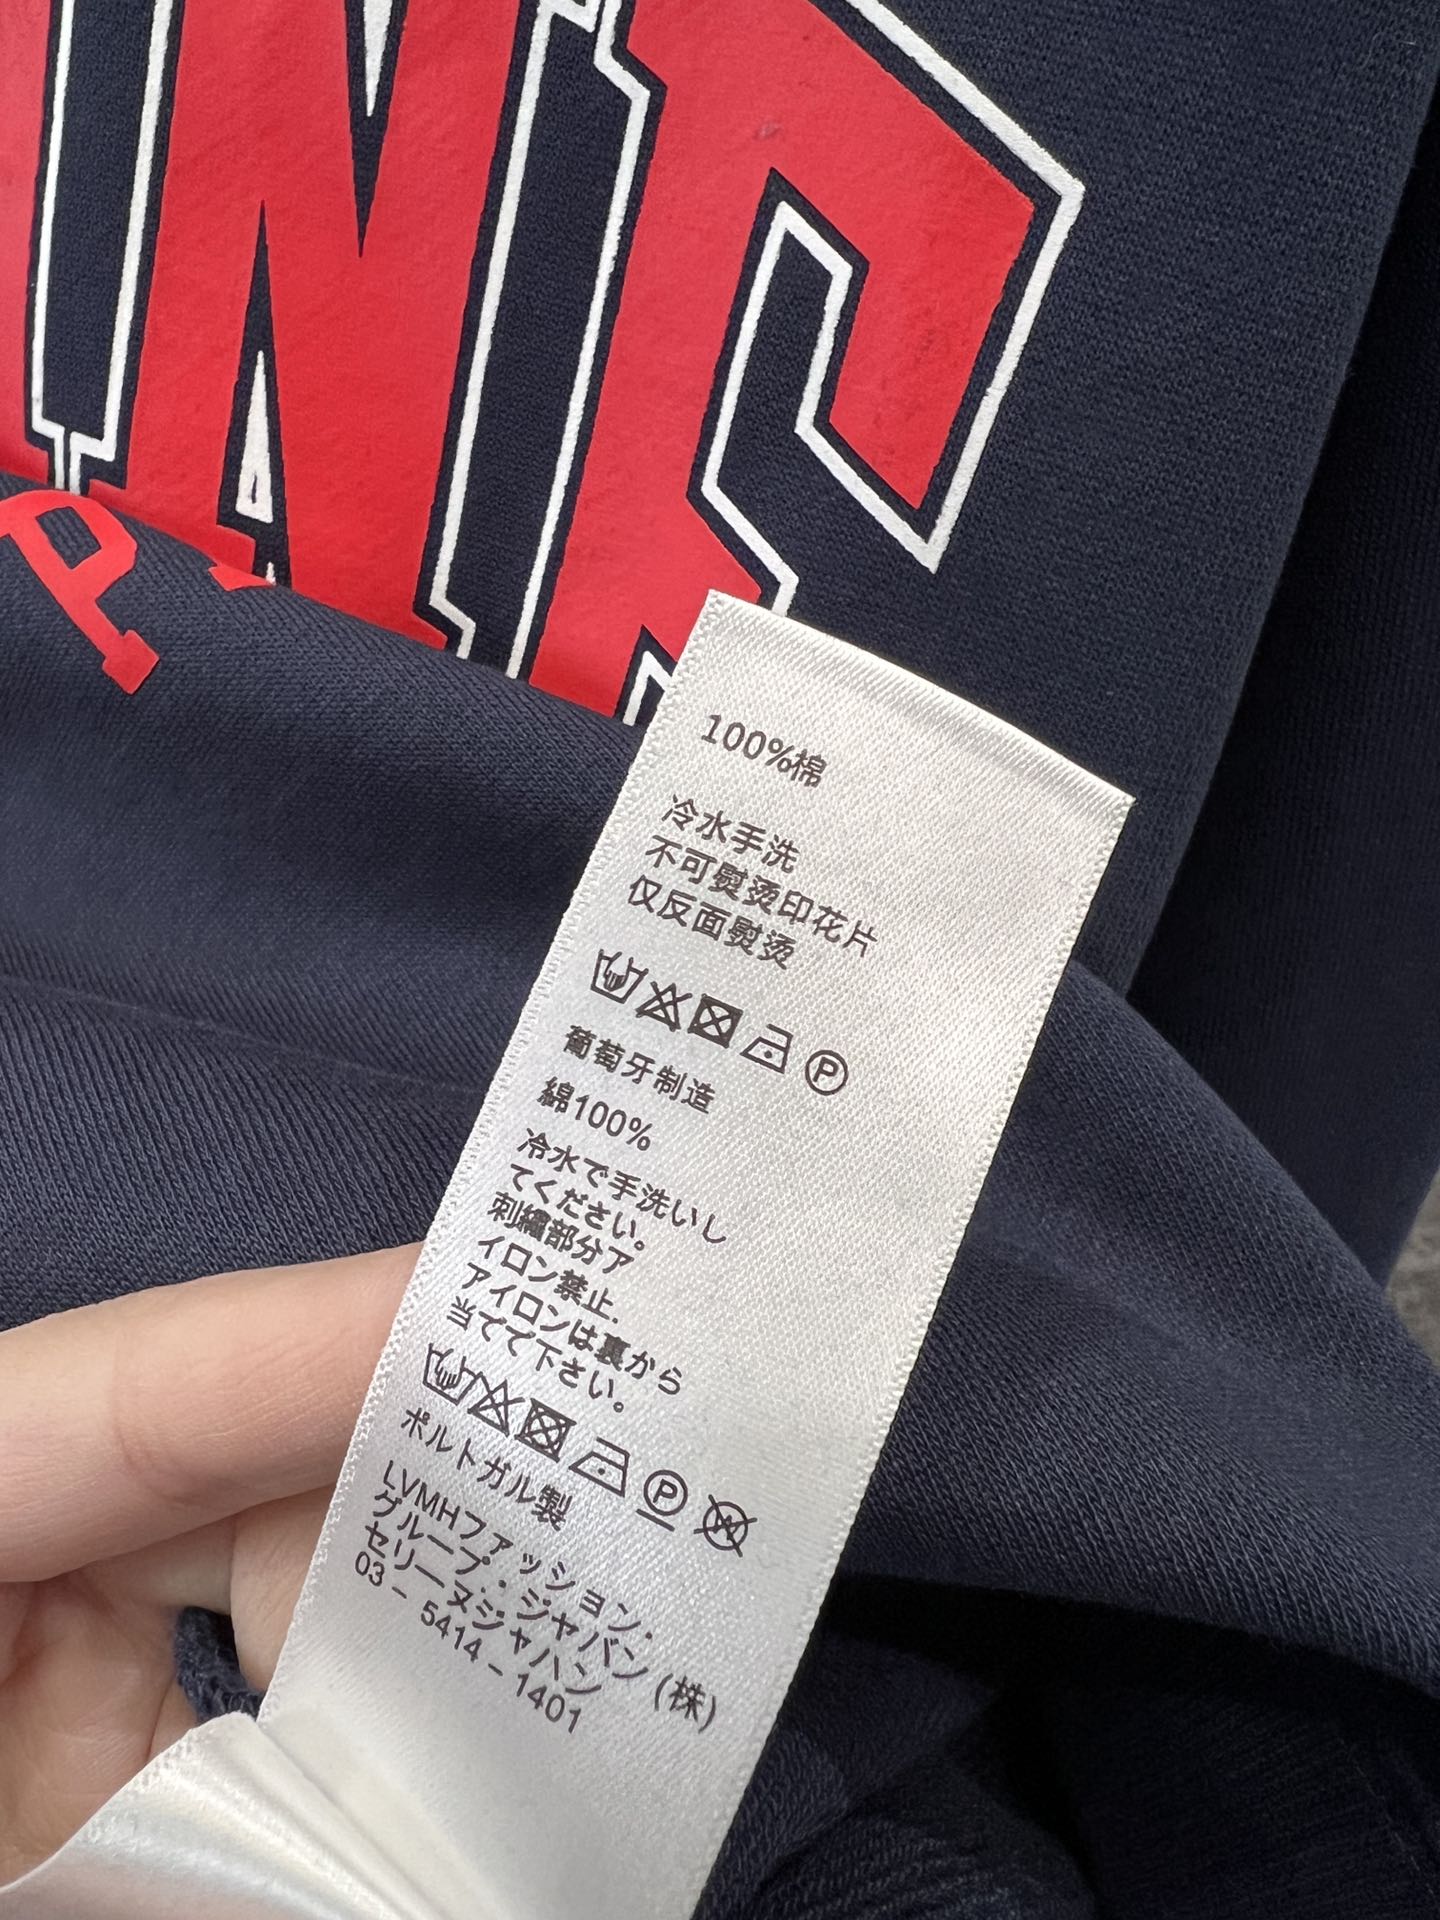 INE
P
100%棉
冷水手洗
不可熨烫印花片
仅反面熨烫
P
葡萄牙制造
綿100%
冷水で手洗いし
てください。
刺繍部分ア
イロン禁止.
アイロンは裏から
当てて下さい。
P W
ポルトガル製
LVMHファッション.
グループ・ジャパン(株)
セリーヌジャハン
03-5414-1401